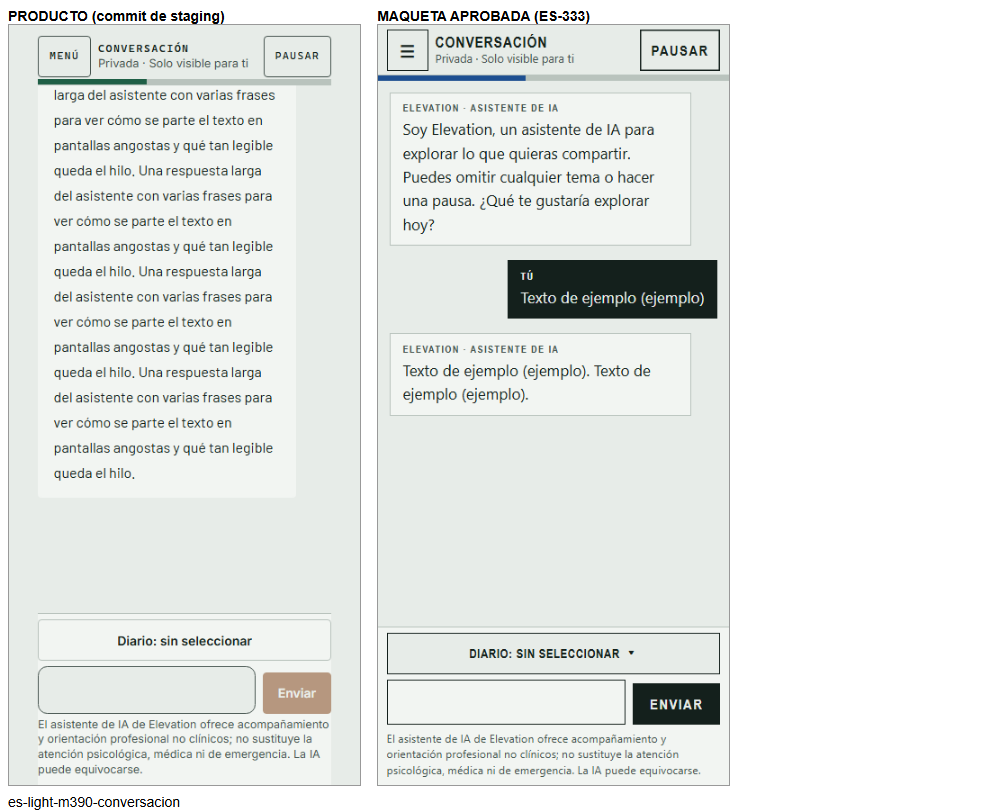 PRODUCTO (commit de staging)
MENÚ
CONVERSACIÓN
Privada · Solo visible para ti
PAUSAR
larga del asistente con varias frases
para ver cómo se parte el texto en
pantallas angostas y qué tan legible
queda el hilo. Una respuesta larga
del asistente con varias frases para
ver cómo se parte el texto en
pantallas angostas y qué tan legible
queda el hilo. Una respuesta larga
del asistente con varias frases para
ver cómo se parte el texto en
pantallas angostas y qué tan legible
queda el hilo. Una respuesta larga
del asistente con varias frases para
ver cómo se parte el texto en
pantallas angostas y qué tan legible
queda el hilo.
Diario: sin seleccionar
Enviar
El asistente de IA de Elevation ofrece acompañamiento
y orientación profesional no clínicos; no sustituye la
atención psicológica, médica ni de emergencia. La IA
puede equivocarse.
MAQUETA APROBADA (ES-333)
☰
CONVERSACIÓN
Privada · Solo visible para ti
PAUSAR
ELEVATION · ASISTENTE DE IA
Soy Elevation, un asistente de IA para
explorar lo que quieras compartir.
Puedes omitir cualquier tema o hacer
una pausa. ¿Qué te gustaría explorar
hoy?
TÚ
Texto de ejemplo (ejemplo)
ELEVATION · ASISTENTE DE IA
Texto de ejemplo (ejemplo). Texto de
ejemplo (ejemplo).
DIARIO: SIN SELECCIONAR ▾
ENVIAR
El asistente de IA de Elevation ofrece acompañamiento y
orientación profesional no clínicos; no sustituye la atención
psicológica, médica ni de emergencia. La IA puede equivocarse.
es-light-m390-conversacion